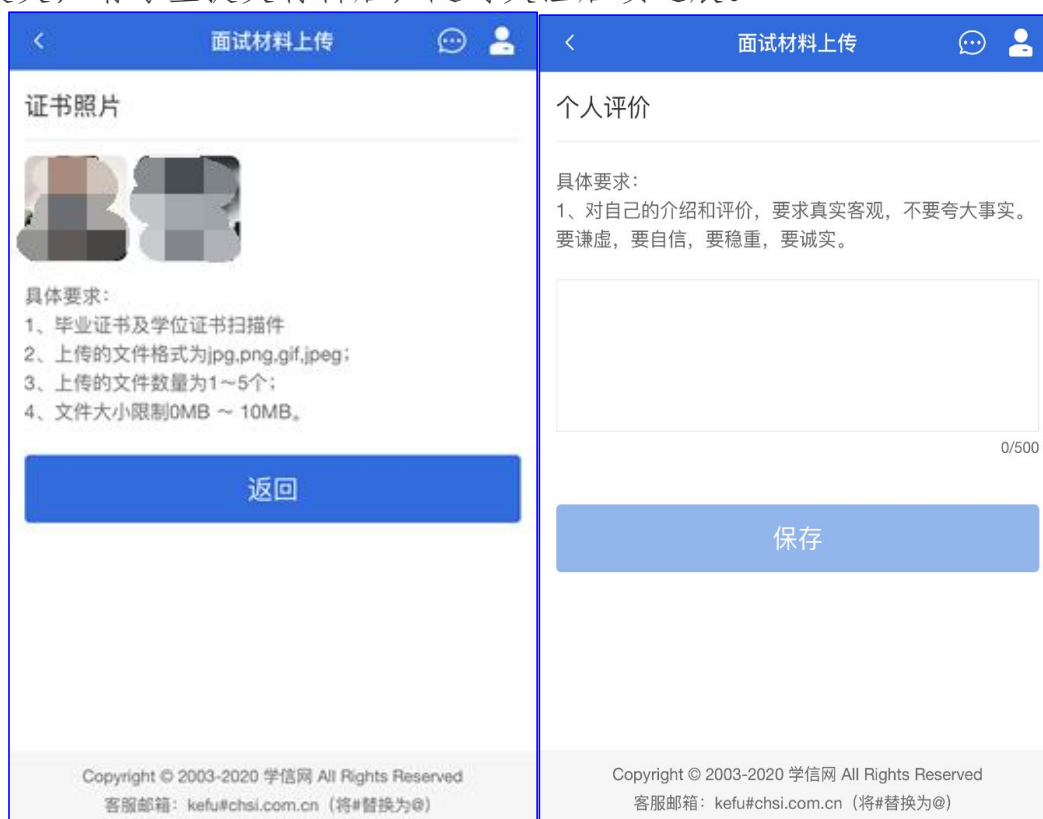 面试材料上传
证书照片
具体要求：
1、毕业证书及学位证书扫描件
2、上传的文件格式为jpg,png,gif,jpeg；
3、上传的文件数量为1～5个；
4、文件大小限制0MB ～ 10MB。
返回
Copyright © 2003-2020 学信网 All Rights Reserved
客服邮箱：kefu#chsi.com.cn（将#替换为@）
面试材料上传
个人评价
具体要求：
1、对自己的介绍和评价，要求真实客观，不要夸大事实。
要谦虚，要自信，要稳重，要诚实。
0/500
保存
Copyright © 2003-2020 学信网 All Rights Reserved
客服邮箱：kefu#chsi.com.cn（将#替换为@）